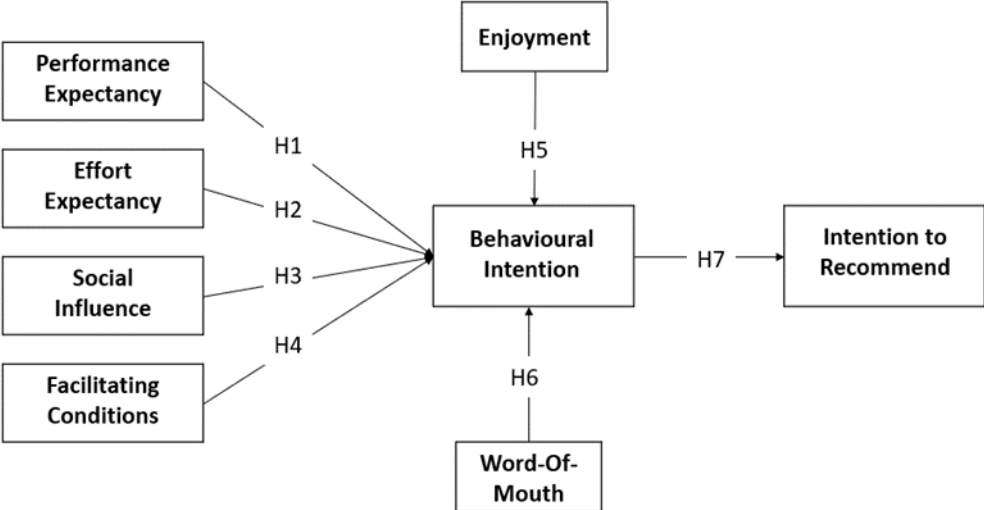 Enjoyment
Performance
Expectancy
H1
H5
Effort
Expectancy
H2
Behavioural
Intention
H7
Intention to
Recommend
Social
Influence
H3
H4
Facilitating
Conditions
H6
Word-Of-
Mouth